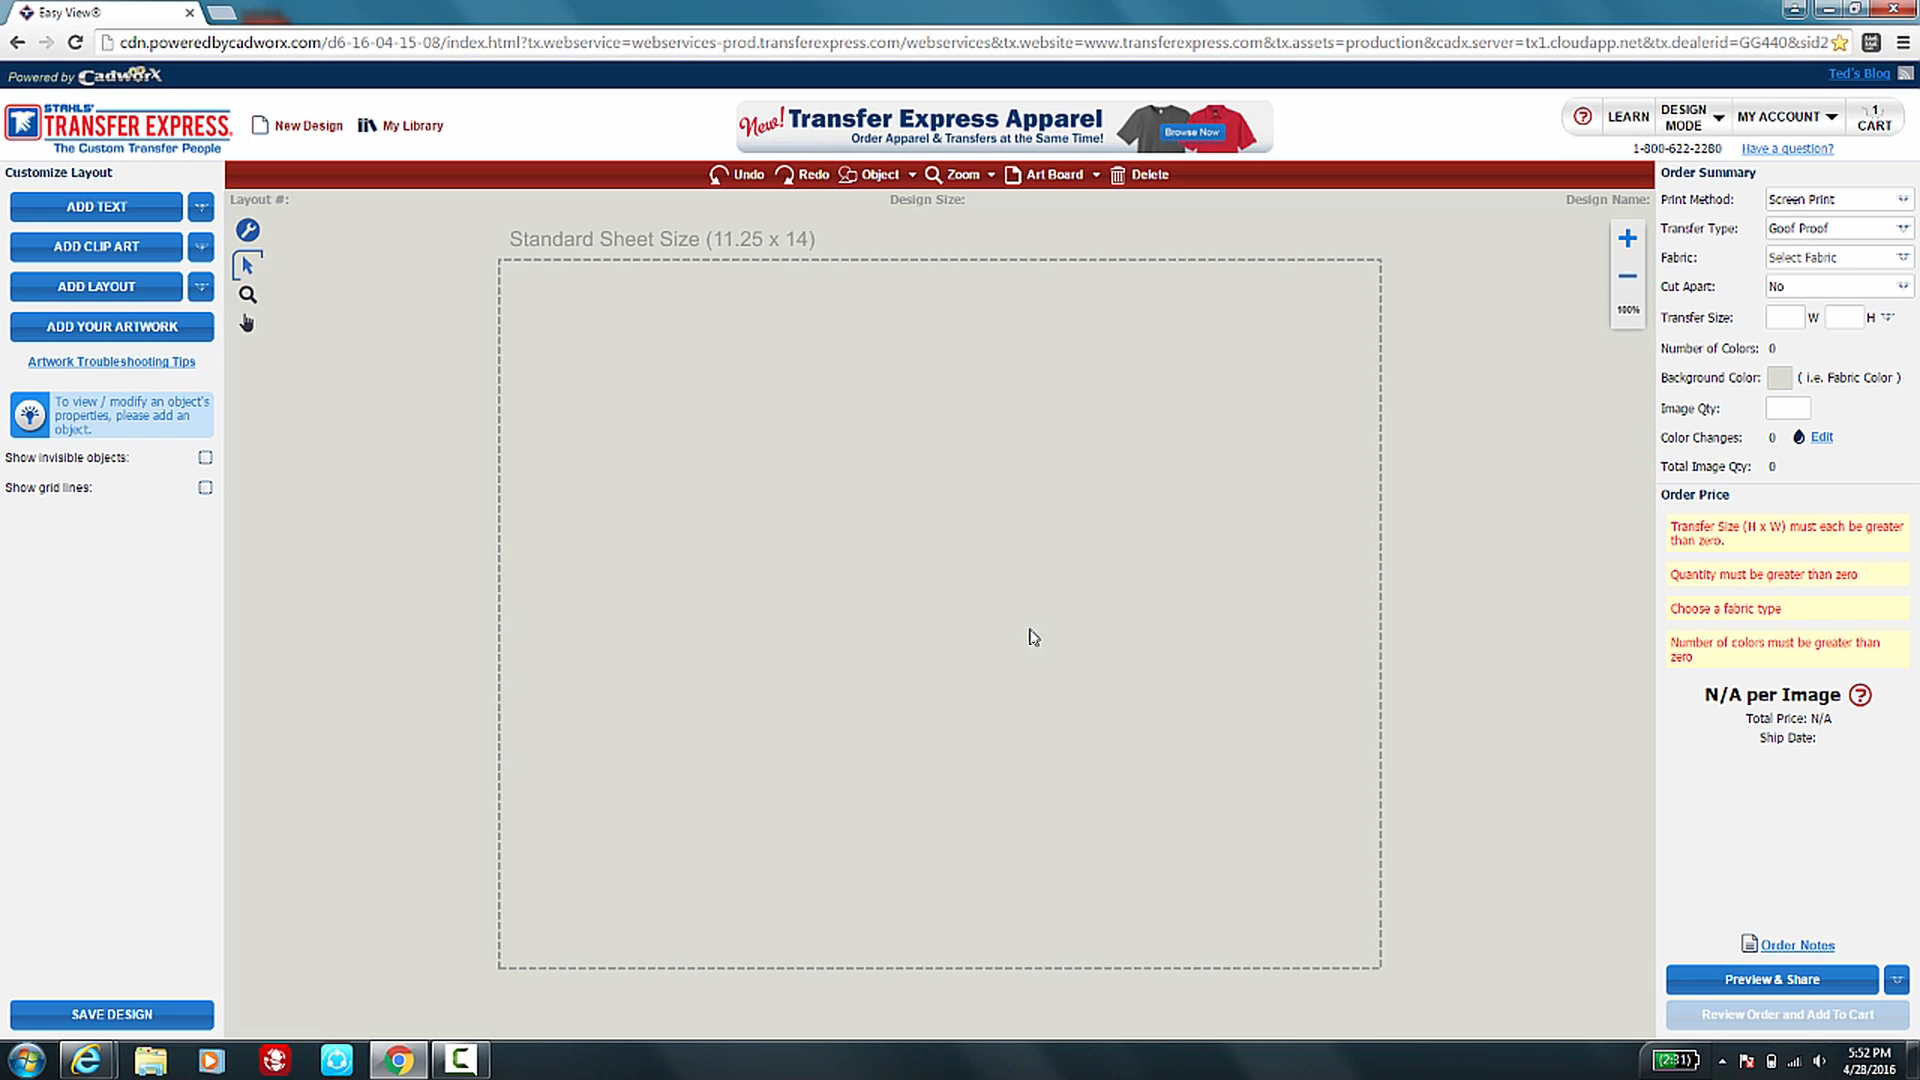 Easy View®
cdn.poweredbycadworx.com/d6-16-04-15-08/index.html?tx.webservice=webservices-prod.transferexpress.com/webservices&tx.website=www.transferexpress.com&tx.assets=production&cadx.server=tx1.cloudapp.net&tx.dealerid=GG440&sid2
Powered by CadworX
Ted's Blog
STAHLS'
TRANSFER EXPRESS.
The Custom Transfer People
New Design
My Library
New! Transfer Express Apparel
Order Apparel & Transfers at the Same Time!
Browse Now
LEARN
DESIGN MODE
MY ACCOUNT
1 CART
1-800-622-2280 Have a question?
Undo Redo Object Zoom Art Board Delete
Customize Layout
ADD TEXT
ADD CLIP ART
ADD LAYOUT
ADD YOUR ARTWORK
Artwork Troubleshooting Tips
To view / modify an object's
properties, please add an
object.
Show invisible objects:
Show grid lines:
SAVE DESIGN
Layout #: Design Size: Design Name:
Standard Sheet Size (11.25 x 14)
100%
Order Summary
Print Method: Screen Print
Transfer Type: Goof Proof
Fabric: Select Fabric
Cut Apart: No
Transfer Size: W H
Number of Colors: 0
Background Color: ( i.e. Fabric Color )
Image Qty:
Color Changes: 0 Edit
Total Image Qty: 0
Order Price
Transfer Size (H x W) must each be greater
than zero.
Quantity must be greater than zero
Choose a fabric type
Number of colors must be greater than
zero
N/A per Image ?
Total Price: N/A
Ship Date:
Order Notes
Preview & Share
Review Order and Add To Cart
(2:31)
5:52 PM
4/28/2016